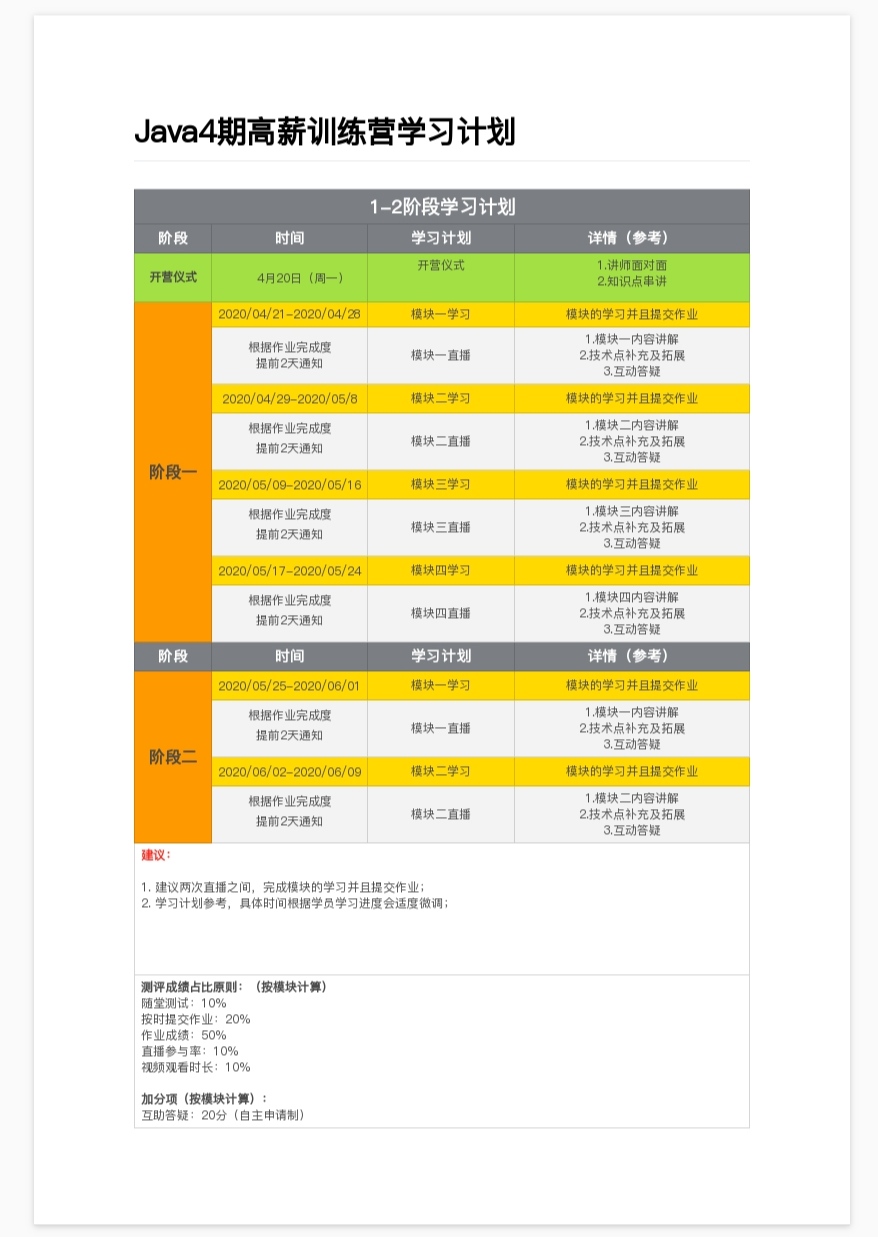 Java4期高薪训练营学习计划
1-2阶段学习计划
阶段 时间 学习计划 详情（参考）
开营仪式 4月20日（周一） 开营仪式 1.讲师面对面
2.知识点串讲
阶段一
2020/04/21-2020/04/28 模块一学习 模块的学习并且提交作业
根据作业完成度
提前2天通知
模块一直播
1.模块一内容讲解
2.技术点补充及拓展
3.互动答疑
2020/04/29-2020/05/8 模块二学习 模块的学习并且提交作业
根据作业完成度
提前2天通知
模块二直播
1.模块二内容讲解
2.技术点补充及拓展
3.互动答疑
2020/05/09-2020/05/16 模块三学习 模块的学习并且提交作业
根据作业完成度
提前2天通知
模块三直播
1.模块三内容讲解
2.技术点补充及拓展
3.互动答疑
2020/05/17-2020/05/24 模块四学习 模块的学习并且提交作业
根据作业完成度
提前2天通知
模块四直播
1.模块四内容讲解
2.技术点补充及拓展
3.互动答疑
阶段 时间 学习计划 详情（参考）
阶段二
2020/05/25-2020/06/01 模块一学习 模块的学习并且提交作业
根据作业完成度
提前2天通知
模块一直播
1.模块一内容讲解
2.技术点补充及拓展
3.互动答疑
2020/06/02-2020/06/09 模块二学习 模块的学习并且提交作业
根据作业完成度
提前2天通知
模块二直播
1.模块二内容讲解
2.技术点补充及拓展
3.互动答疑
建议：
1. 建议两次直播之间，完成模块的学习并且提交作业；
2. 学习计划参考，具体时间根据学员学习进度会适度微调；
测评成绩占比原则：（按模块计算）
随堂测试：10%
按时提交作业：20%
作业成绩：50%
直播参与率：10%
视频观看时长：10%
加分项（按模块计算）：
互助答疑：20分（自主申请制）